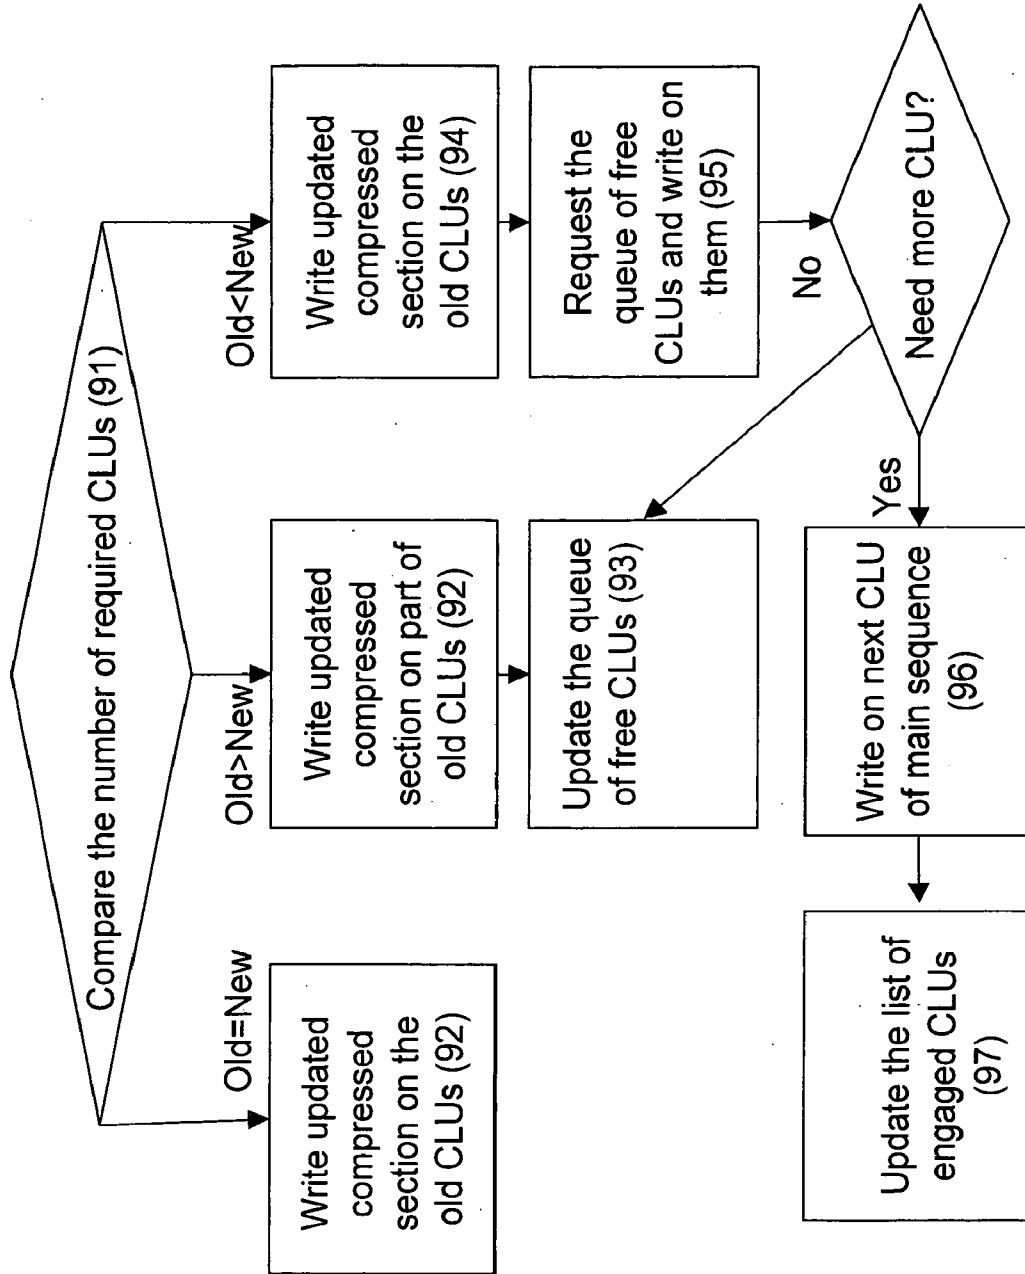 Compare the number of required CLUs (91)
Old=New
Old>New
Old<New
Write updated
compressed
section on the
old CLUs (92)
Write updated
compressed
section on part of
old CLUs (92)
Write updated
compressed
section on the
old CLUs (94)
Update the queue
of free CLUs (93)
Request the
queue of free
CLUs and write on
them (95)
No
Need more CLU?
Yes
Write on next CLU
of main sequence
(96)
Update the list of
engaged CLUs
(97)